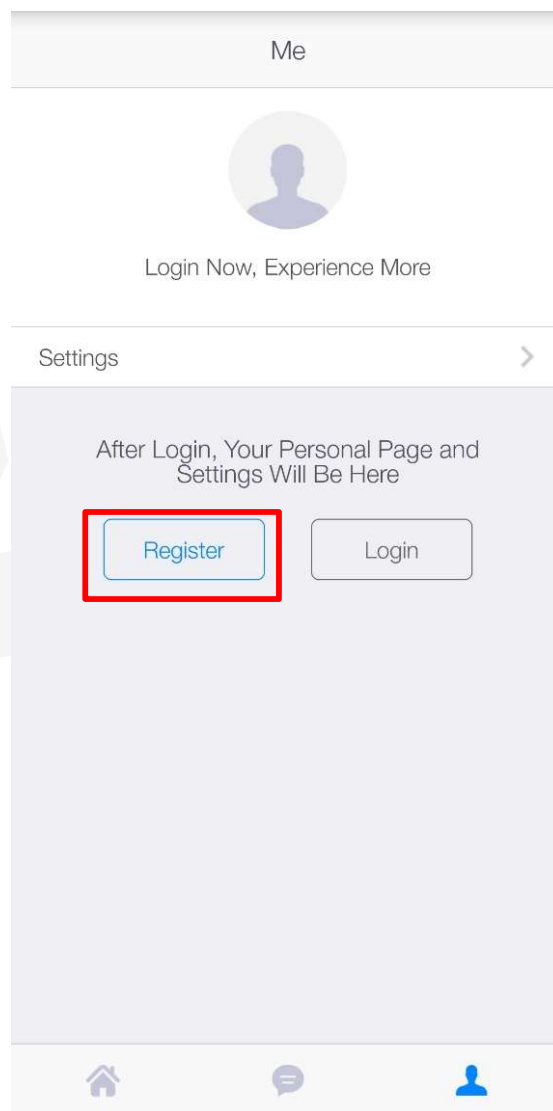 Me
Login Now, Experience More
Settings
After Login, Your Personal Page and
Settings Will Be Here
Register
Login